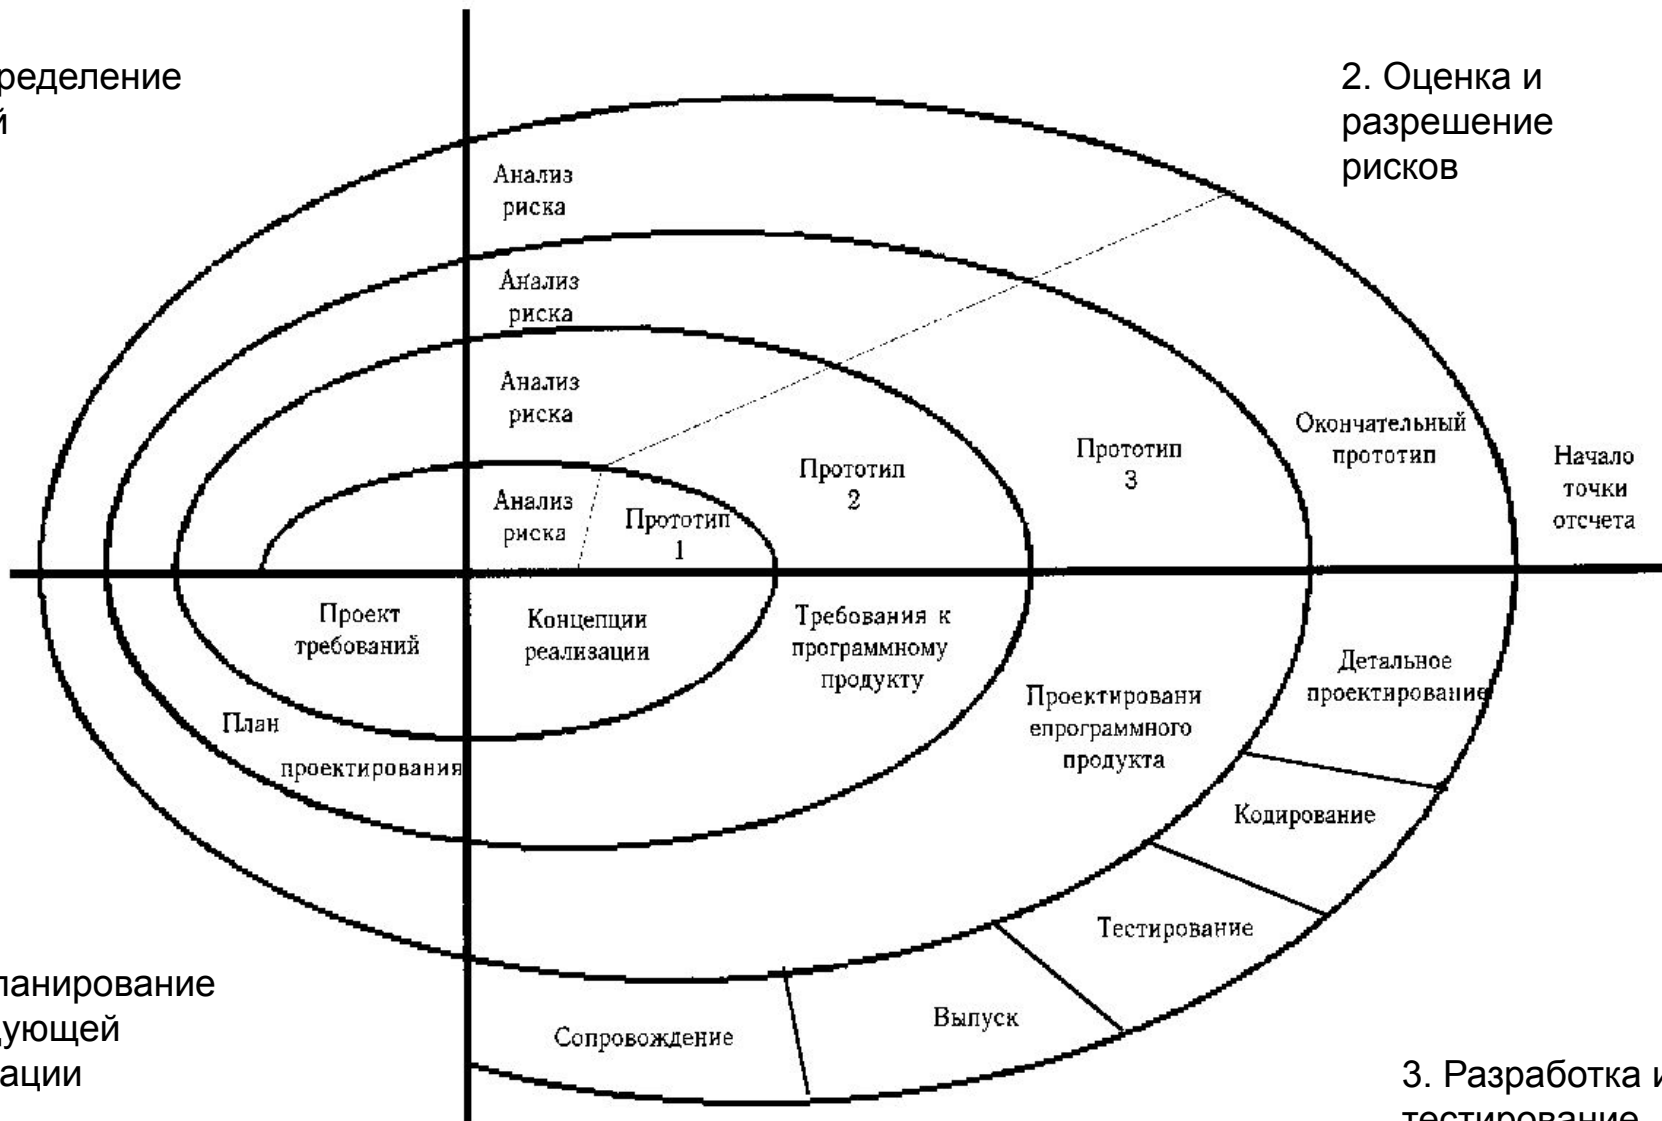 ределение
й
2. Оценка и
разрешение
рисков
Анализ
риска
Анализ
риска
Анализ
риска
Анализ
риска
Прототип
1
Прототип
2
Прототип
3
Окончательный
прототип
Начало
точки
отсчета
Проект
требований
Концепции
реализации
Требования к
программному
продукту
Проектировани
епрограммного
продукта
Детальное
проектирование
План
проектирования
Кодирование
Тестирование
Выпуск
Сопровождение
ланирование
дующей
ации
3. Разработка и
тестирование